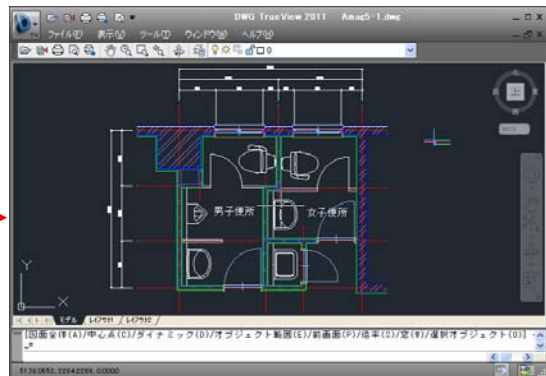 DWG TrueView 2011 Amag5-1.dwg
ファイル(F) 表示(V) ツール(T) ウィンドウ(W) ヘルプ(H)
0
上
男子便所 女子便所
Y
X
モデル レイアウト1 レイアウト2
[図面全体(A)/中心点(C)/ダイナミック(D)/オブジェクト範囲(E)/前画面(P)/倍率(S)/窓(W)/選択オブジェクト(O)]